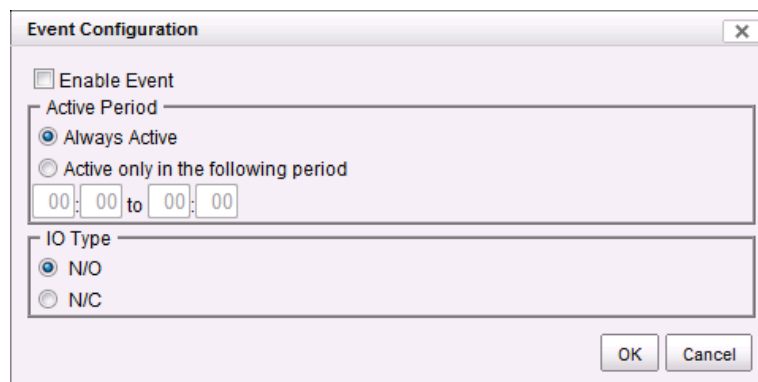 Event Configuration
Enable Event
Active Period
Always Active
Active only in the following period
00: 00 to 00: 00
IO Type
N/O
N/C
OK Cancel